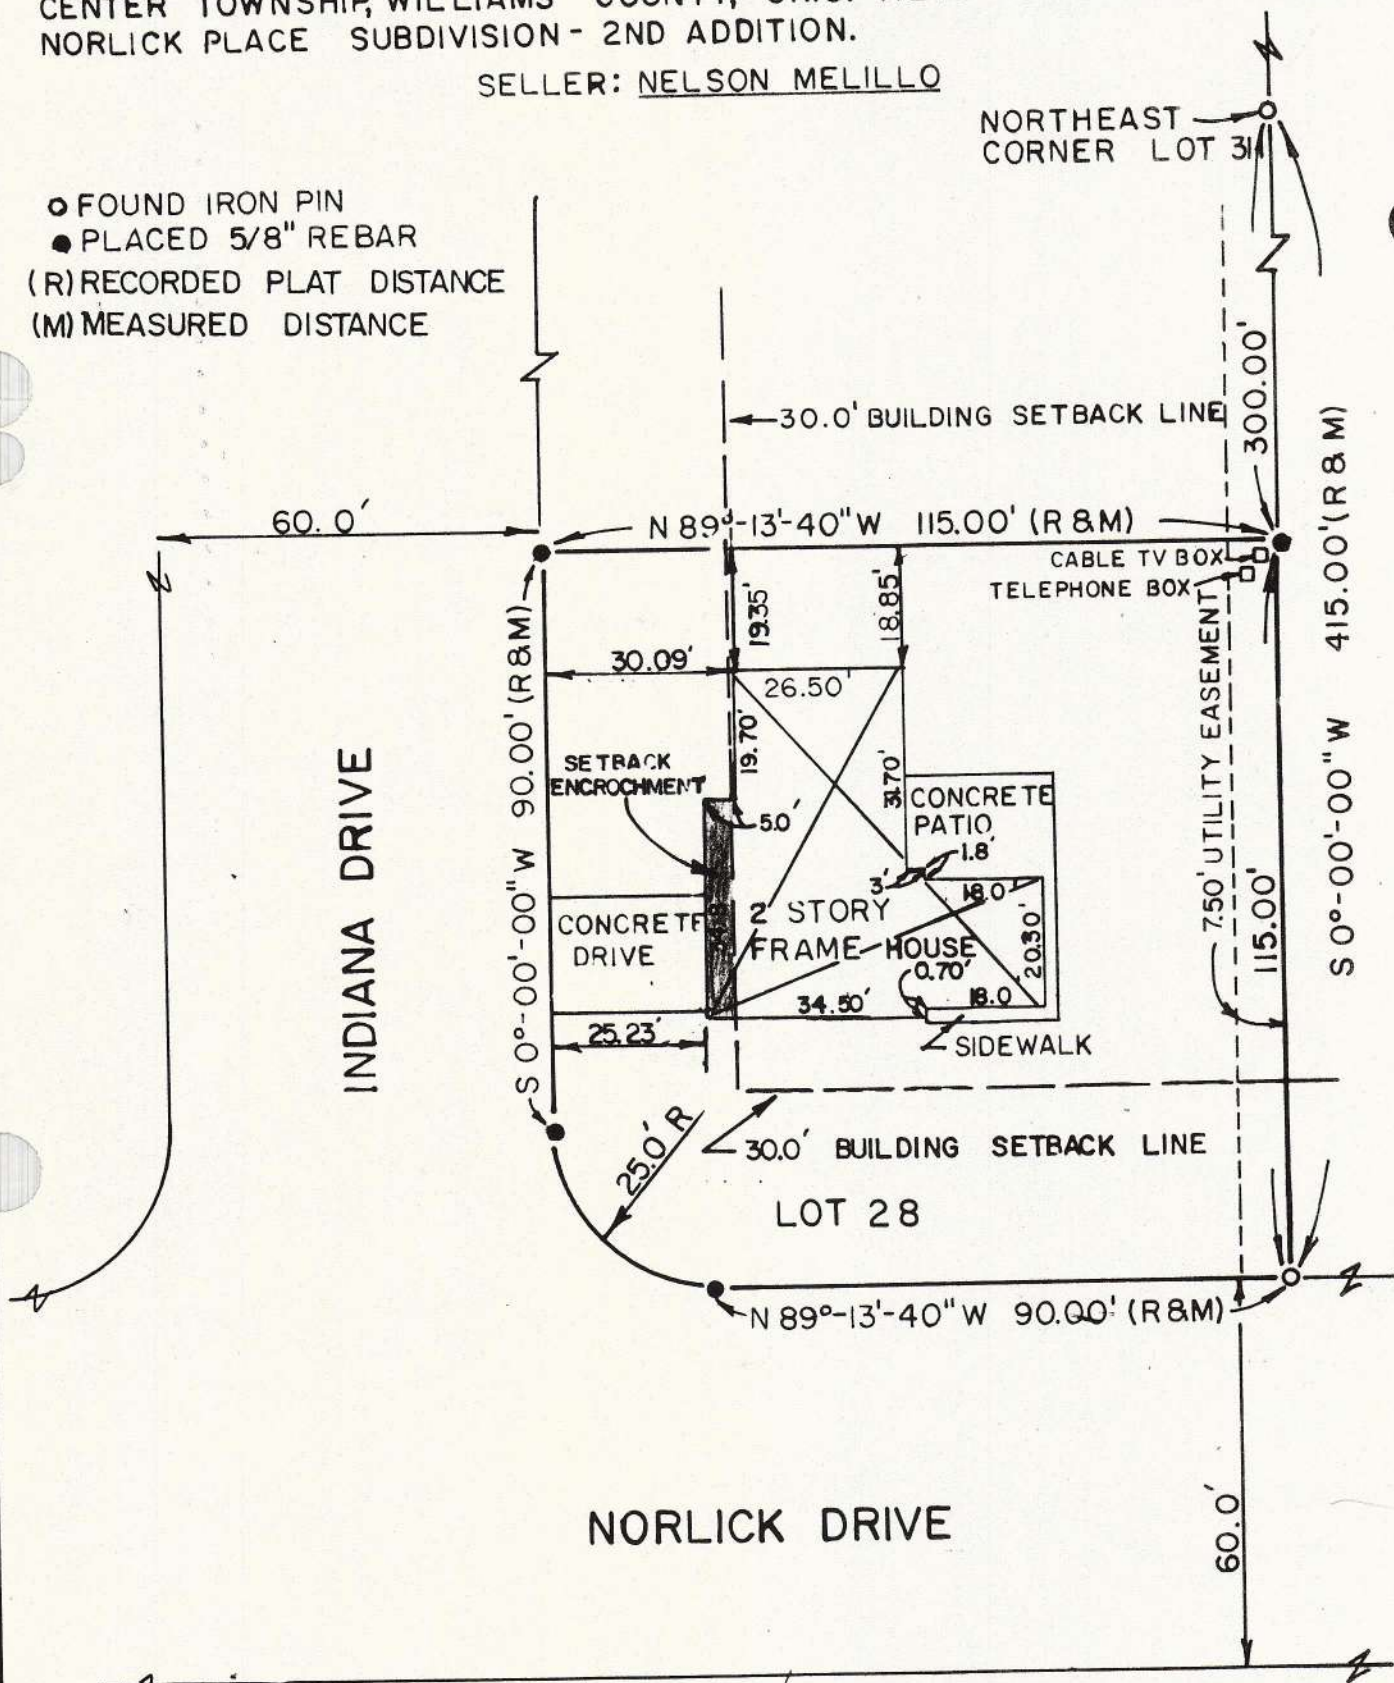 NORLICK PLACE SUBDIVISION - 2ND ADDITION.
SELLER: NELSON MELILLO
NORTHEAST
CORNER LOT 31
FOUND IRON PIN
PLACED 5/8" REBAR
(R) RECORDED PLAT DISTANCE
(M) MEASURED DISTANCE
30.0' BUILDING SETBACK LINE
300.00'
S 0°-00'-00" W 415.00' (R & M)
60.0'
N 89°-13'-40" W 115.00' (R & M)
CABLE TV BOX
TELEPHONE BOX
19.35'
18.85'
30.09'
26.50'
S 0°-00'-00" W 90.00' (R & M)
19.70'
31.70'
SETBACK
ENCROCHMENT
5.0'
CONCRETE
PATIO
1.8'
3'
18.0'
7.50' UTILITY EASEMENT
115.00'
INDIANA DRIVE
CONCRETE
DRIVE
2 STORY
FRAME HOUSE
20.30'
0.70'
34.50'
18.0
25.23'
SIDEWALK
25.0' R
30.0' BUILDING SETBACK LINE
LOT 28
N 89°-13'-40" W 90.00' (R & M)
NORLICK DRIVE
60.0'